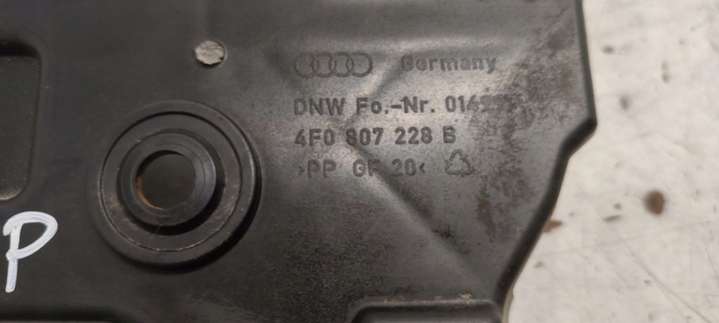 Germany
DNW Fo.-Nr.
4F0 807 228 B
>PP GF 20<
P